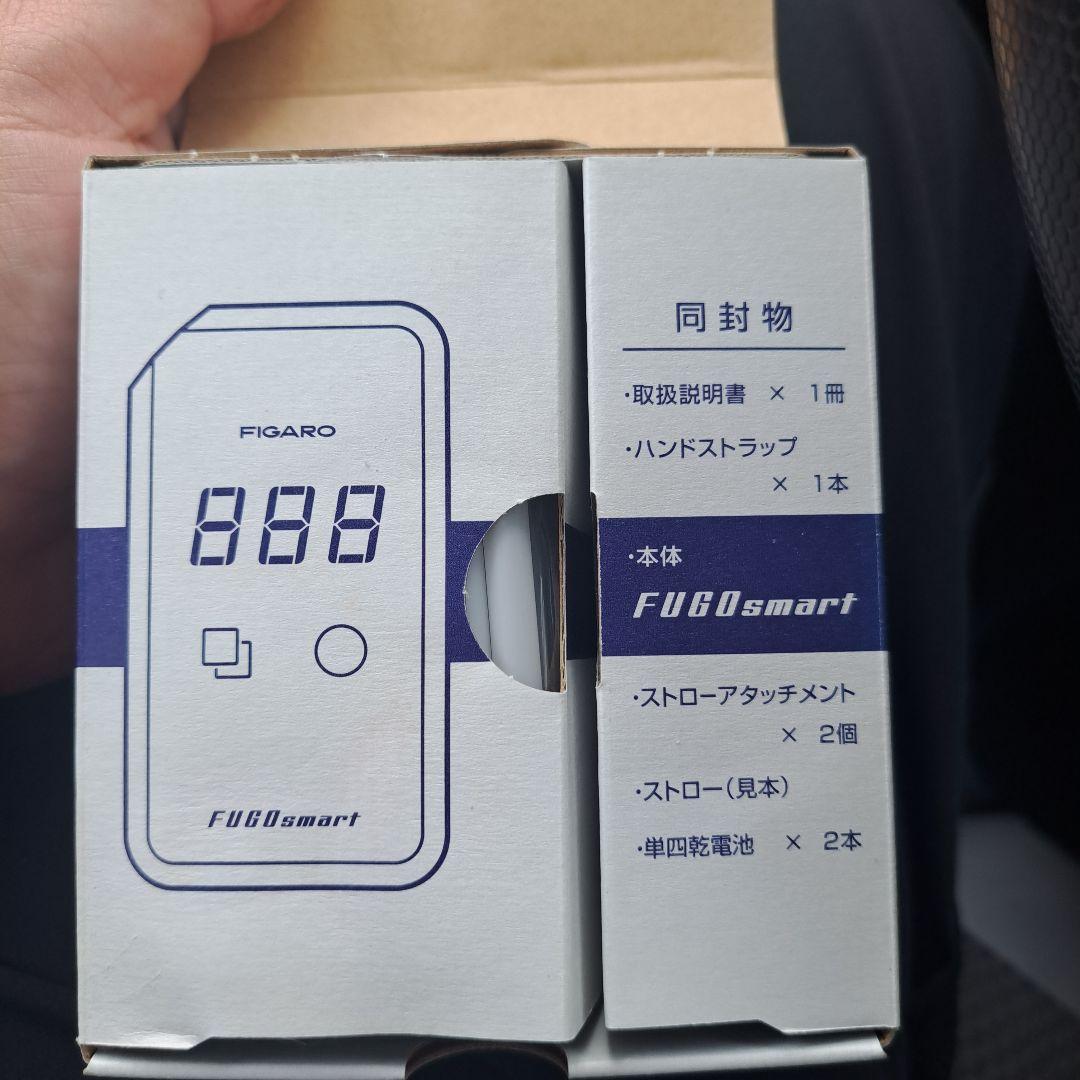 FIGARO
888
FUGOsmart
同封物
・取扱説明書 × 1冊
・ハンドストラップ
× 1本
・本体
FUGOsmart
・ストローアタッチメント
× 2個
・ストロー(見本)
・単四乾電池 × 2本